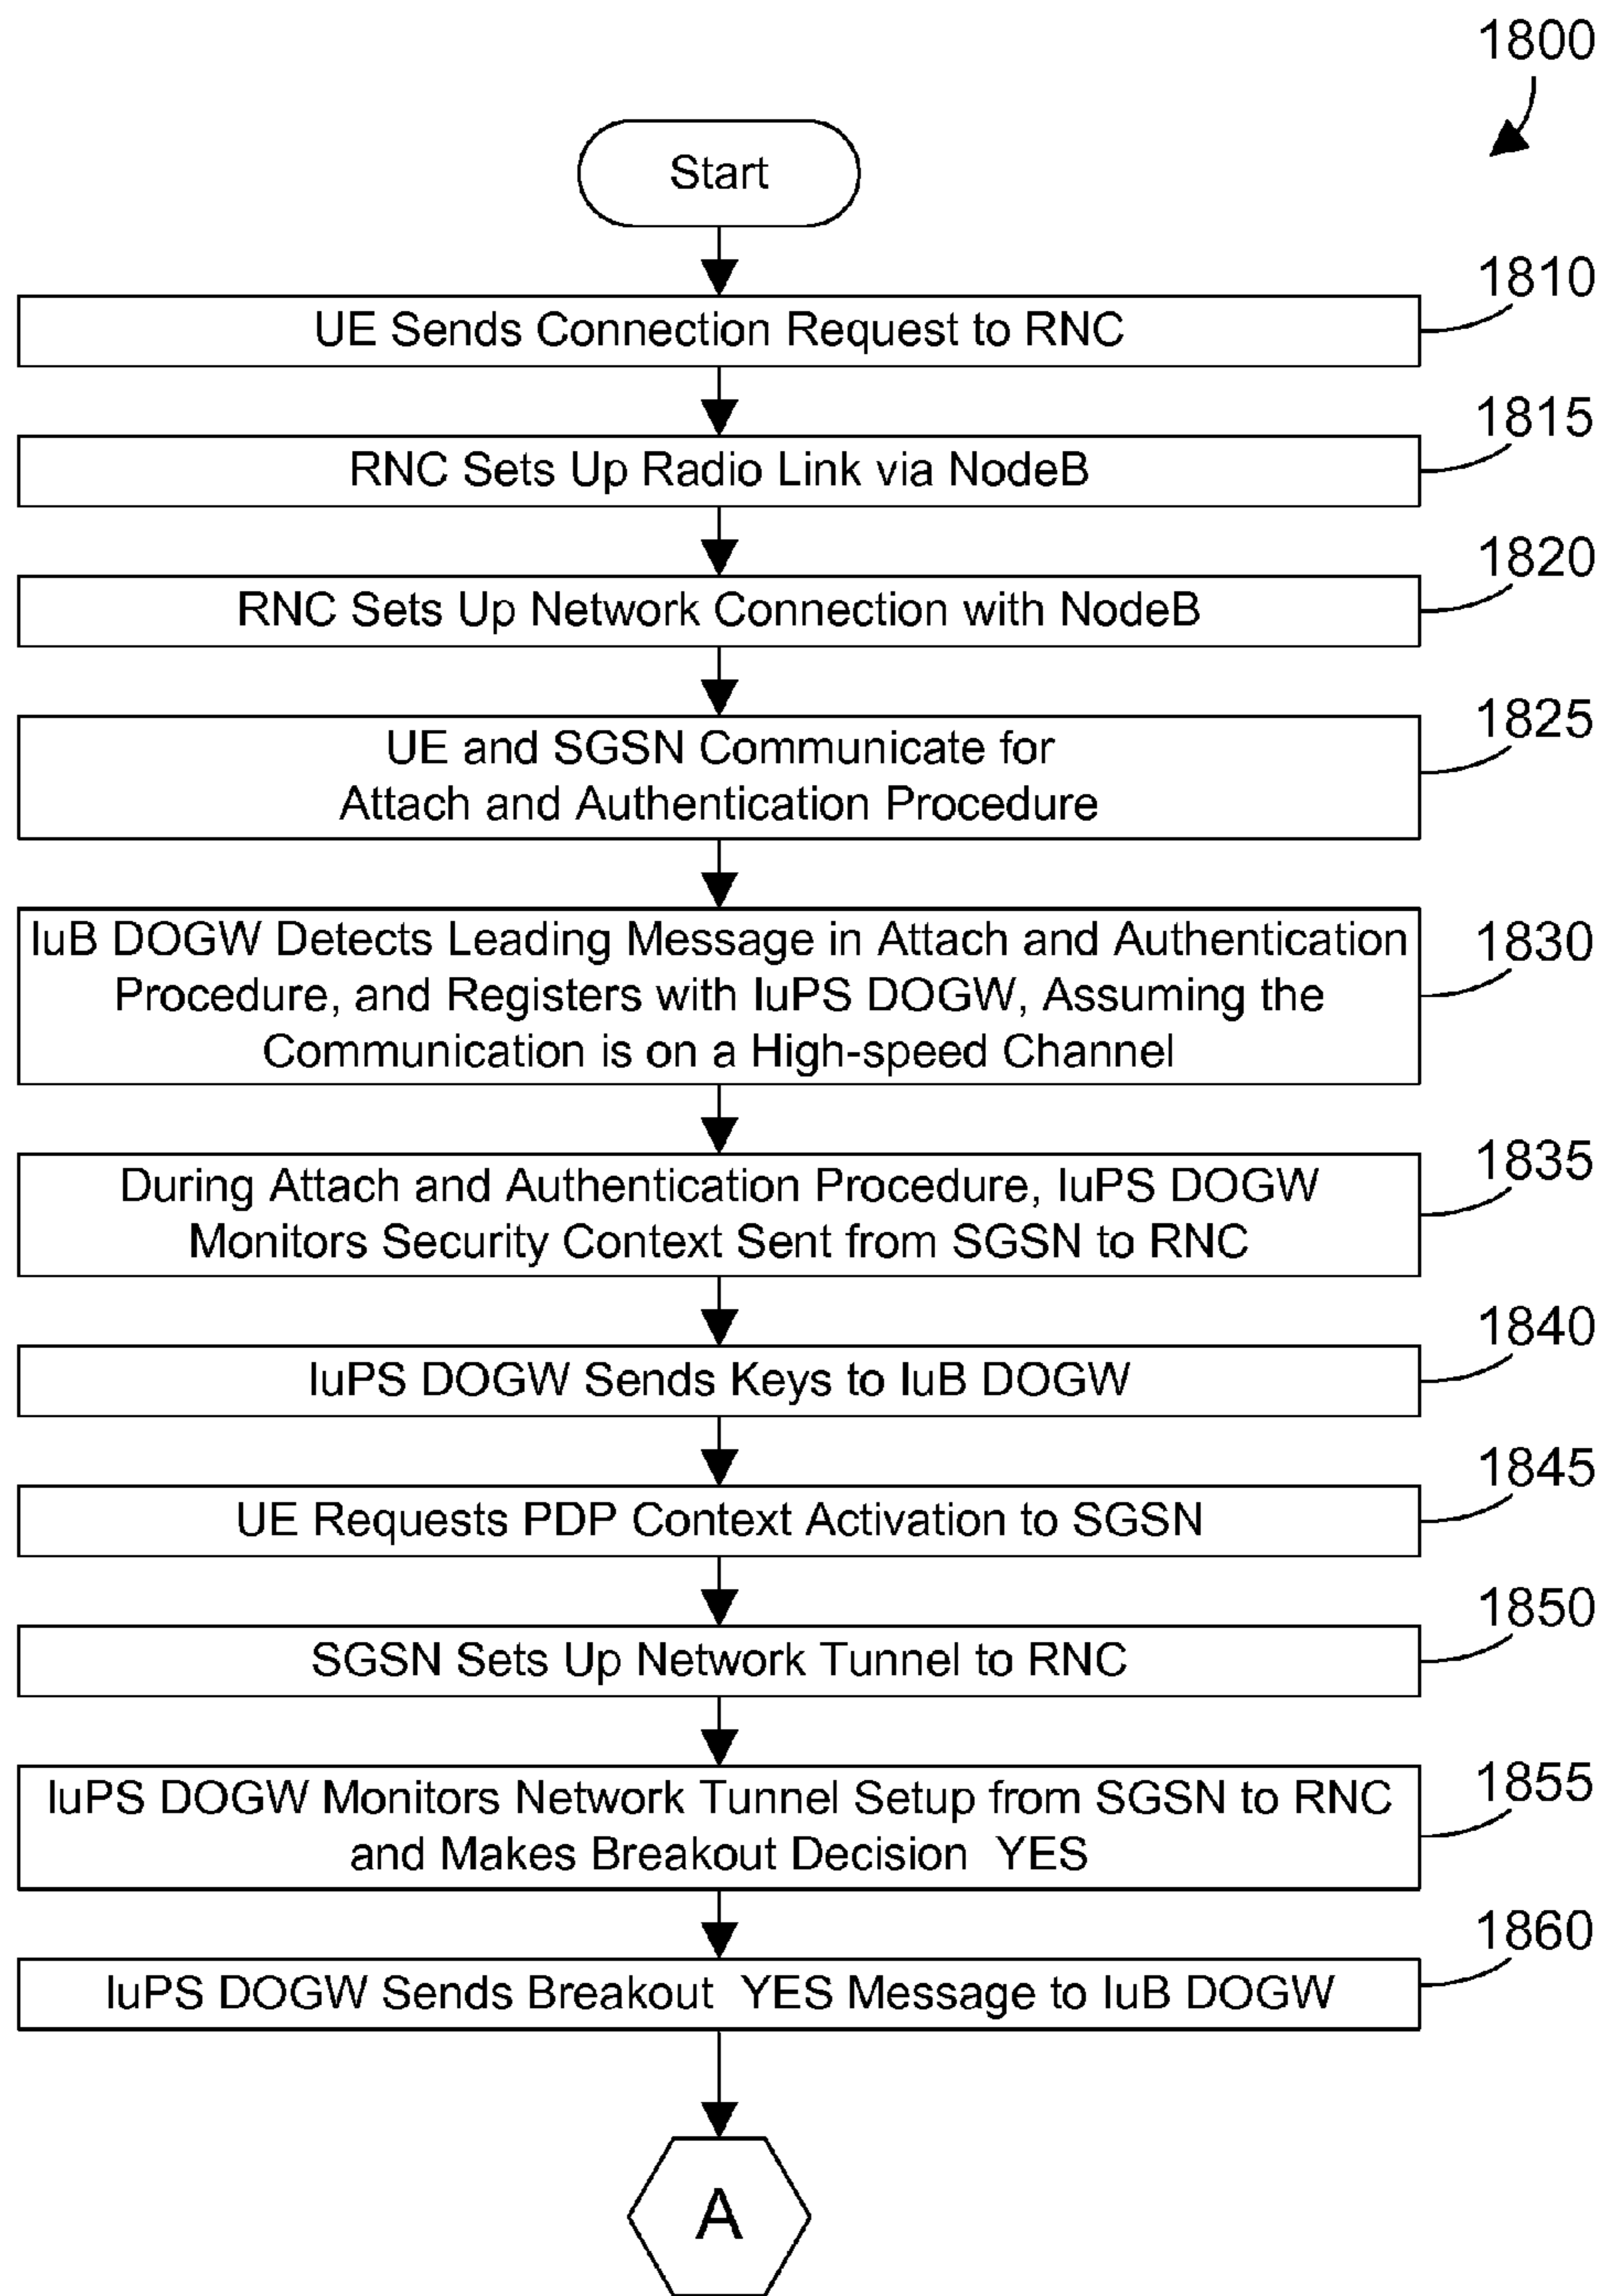 1800
Start
1810
UE Sends Connection Request to RNC
1815
RNC Sets Up Radio Link via NodeB
1820
RNC Sets Up Network Connection with NodeB
1825
UE and SGSN Communicate for
Attach and Authentication Procedure
1830
IuB DOGW Detects Leading Message in Attach and Authentication
Procedure, and Registers with IuPS DOGW, Assuming the
Communication is on a High-speed Channel
1835
During Attach and Authentication Procedure, IuPS DOGW
Monitors Security Context Sent from SGSN to RNC
1840
IuPS DOGW Sends Keys to IuB DOGW
1845
UE Requests PDP Context Activation to SGSN
1850
SGSN Sets Up Network Tunnel to RNC
1855
IuPS DOGW Monitors Network Tunnel Setup from SGSN to RNC
and Makes Breakout Decision YES
1860
IuPS DOGW Sends Breakout YES Message to IuB DOGW
A